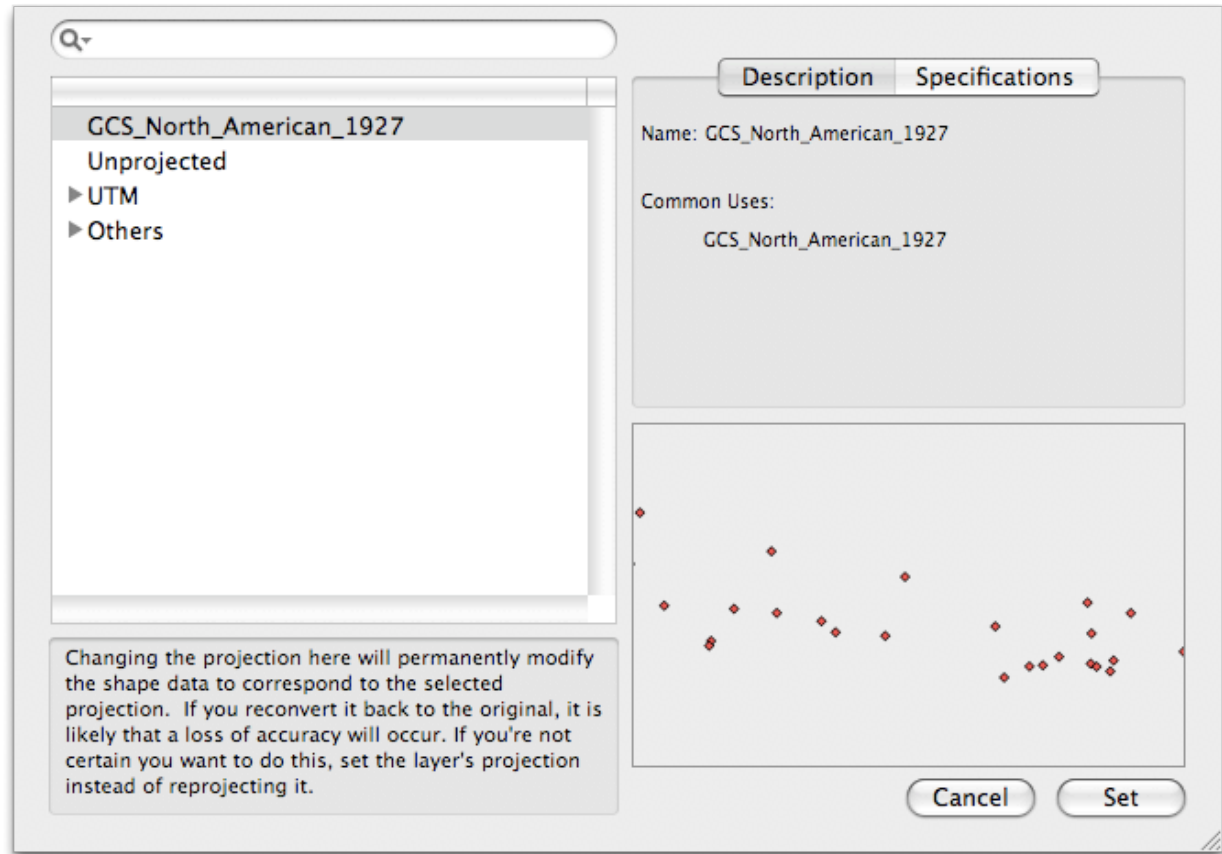 GCS_North_American_1927
Unprojected
UTM
Others
Changing the projection here will permanently modify
the shape data to correspond to the selected
projection.  If you reconvert it back to the original, it is
likely that a loss of accuracy will occur. If you're not
certain you want to do this, set the layer's projection
instead of reprojecting it.
Description Specifications
Name: GCS_North_American_1927
Common Uses:
GCS_North_American_1927
Cancel Set